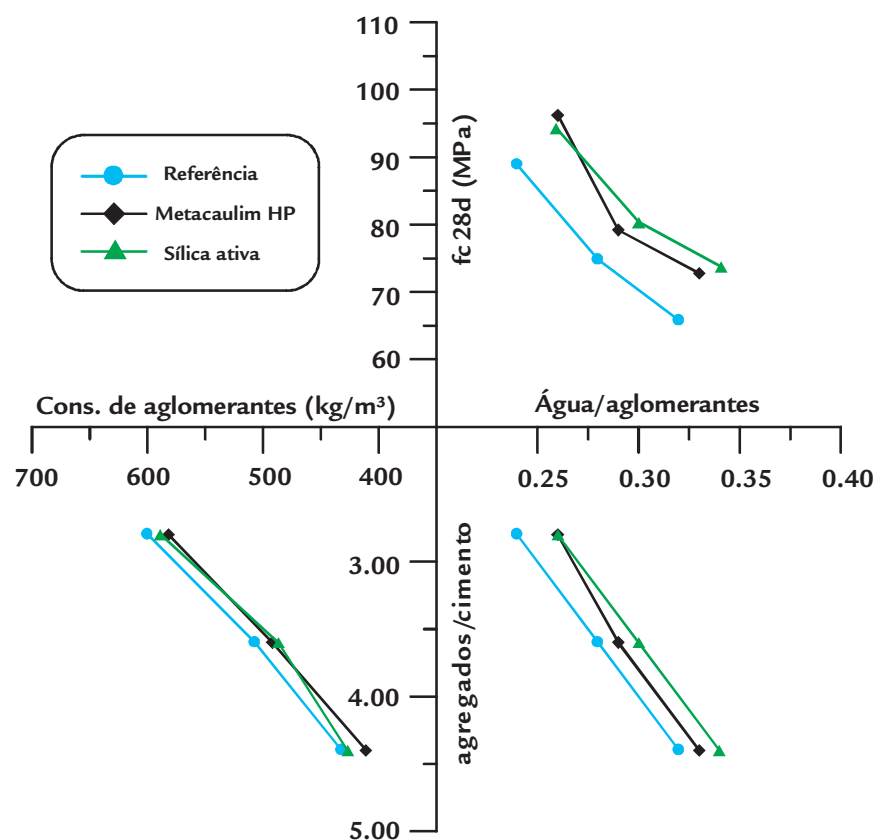 110
100
90
80
70
60
fc 28d (MPa)
Referência
Metacaulim HP
Sílica ativa
Cons. de aglomerantes (kg/m³)
Água/aglomerantes
700 600 500 400
0.25 0.30 0.35 0.40
3.00
4.00
5.00
agregados/cimento